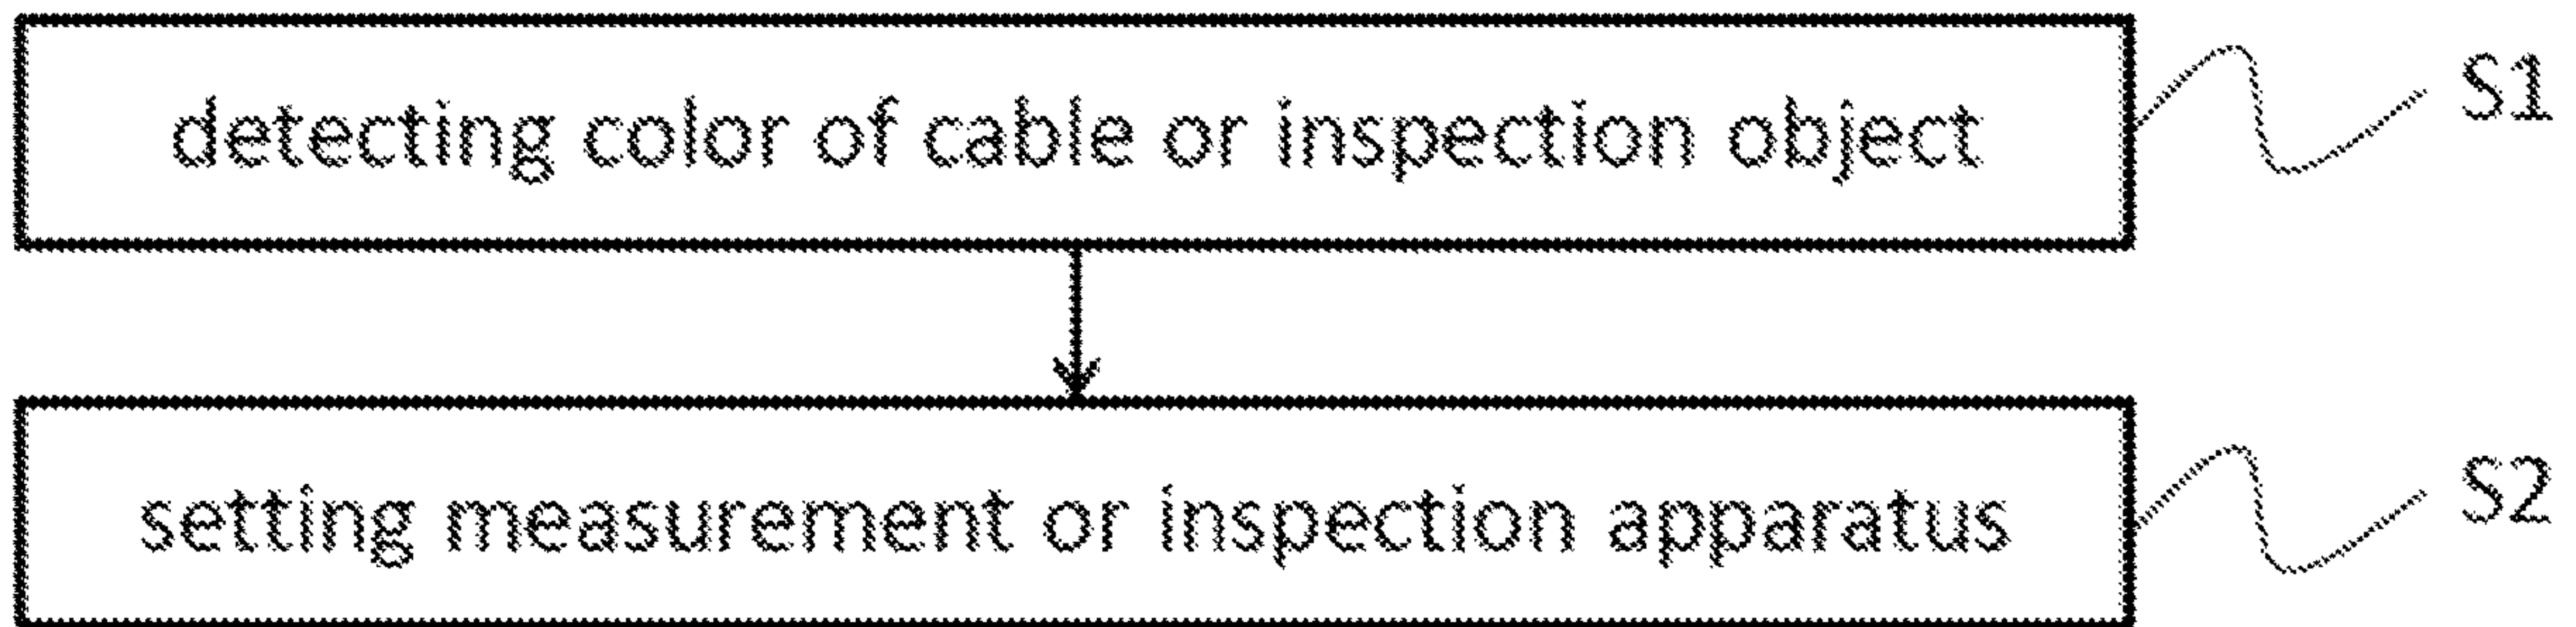 detecting color of cable or inspection object S1
setting measurement or inspection apparatus S2